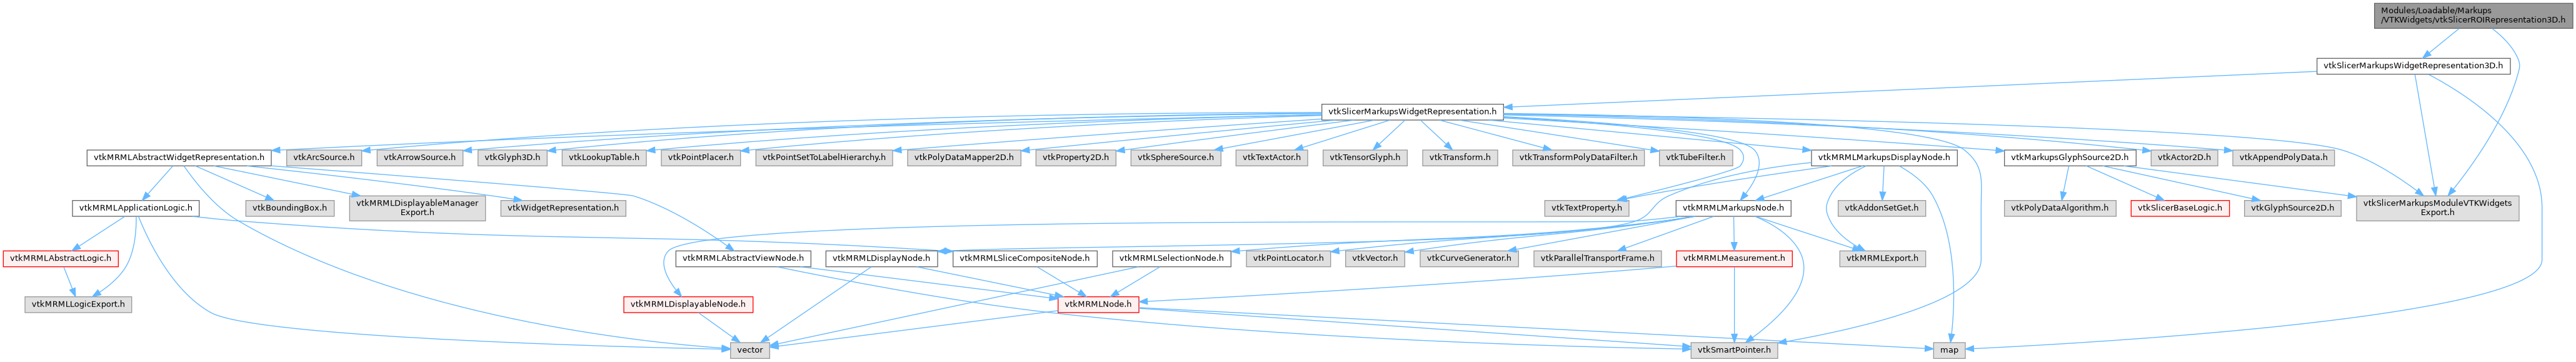 Modules/Loadable/Markups
/VTKWidgets/vtkSlicerROIRepresentation3D.h
vtkSlicerMarkupsWidgetRepresentation3D.h
vtkSlicerMarkupsWidgetRepresentation.h
vtkMRMLAbstractWidgetRepresentation.h
vtkArcSource.h
vtkArrowSource.h
vtkGlyph3D.h
vtkLookupTable.h
vtkPointPlacer.h
vtkPointSetToLabelHierarchy.h
vtkPolyDataMapper2D.h
vtkProperty2D.h
vtkSphereSource.h
vtkTextActor.h
vtkTensorGlyph.h
vtkTransform.h
vtkTransformPolyDataFilter.h
vtkTubeFilter.h
vtkMRMLMarkupsDisplayNode.h
vtkMarkupsGlyphSource2D.h
vtkActor2D.h
vtkAppendPolyData.h
vtkMRMLApplicationLogic.h
vtkBoundingBox.h
vtkMRMLDisplayableManager
Export.h
vtkWidgetRepresentation.h
vtkTextProperty.h
vtkMRMLMarkupsNode.h
vtkAddonSetGet.h
vtkPolyDataAlgorithm.h
vtkSlicerBaseLogic.h
vtkGlyphSource2D.h
vtkSlicerMarkupsModuleVTKWidgets
Export.h
vtkMRMLAbstractLogic.h
vtkMRMLAbstractViewNode.h
vtkMRMLDisplayNode.h
vtkMRMLSliceCompositeNode.h
vtkMRMLSelectionNode.h
vtkPointLocator.h
vtkVector.h
vtkCurveGenerator.h
vtkParallelTransportFrame.h
vtkMRMLMeasurement.h
vtkMRMLExport.h
vtkMRMLLogicExport.h
vtkMRMLDisplayableNode.h
vtkMRMLNode.h
vector
vtkSmartPointer.h
map